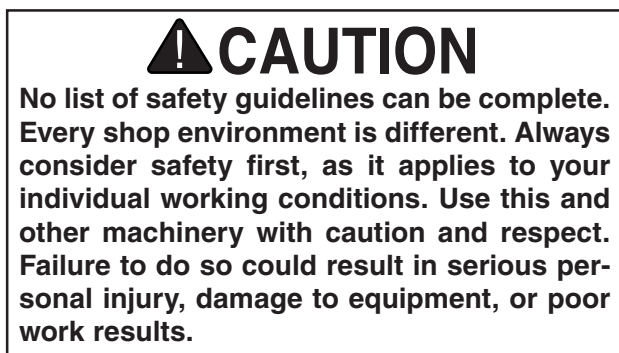 ! CAUTION
No list of safety guidelines can be complete.
Every shop environment is different. Always
consider safety first, as it applies to your
individual working conditions. Use this and
other machinery with caution and respect.
Failure to do so could result in serious per-
sonal injury, damage to equipment, or poor
work results.